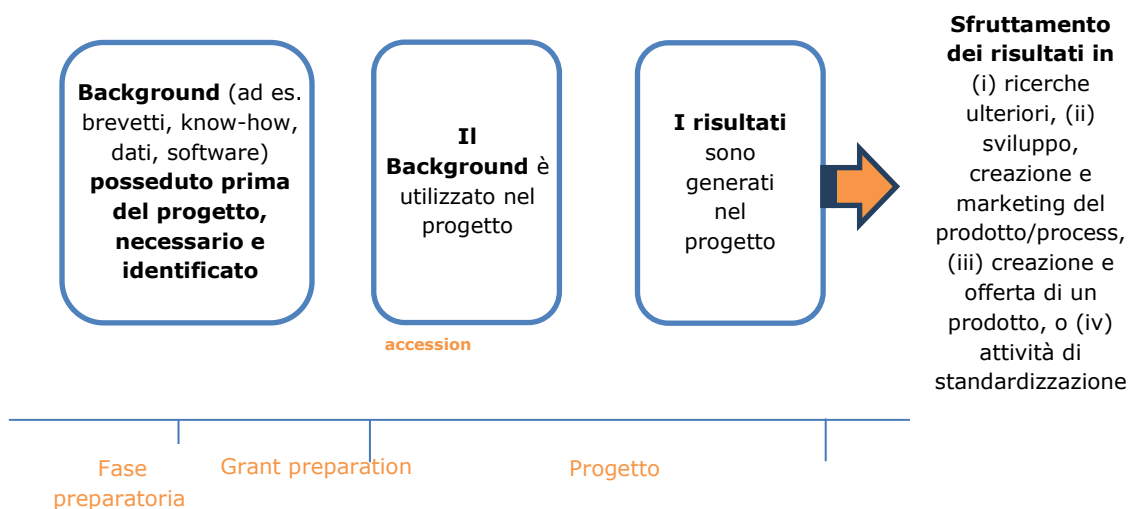 Background (ad es.
brevetti, know-how,
dati, software)
posseduto prima
del progetto,
necessario e
identificato
Il
Background è
utilizzato nel
progetto
I risultati
sono
generati
nel
progetto
Sfruttamento
dei risultati in
(i) ricerche
ulteriori, (ii)
sviluppo,
creazione e
marketing del
prodotto/process,
(iii) creazione e
offerta di un
prodotto, o (iv)
attività di
standardizzazione
accession
Fase
preparatoria
Grant preparation
Progetto